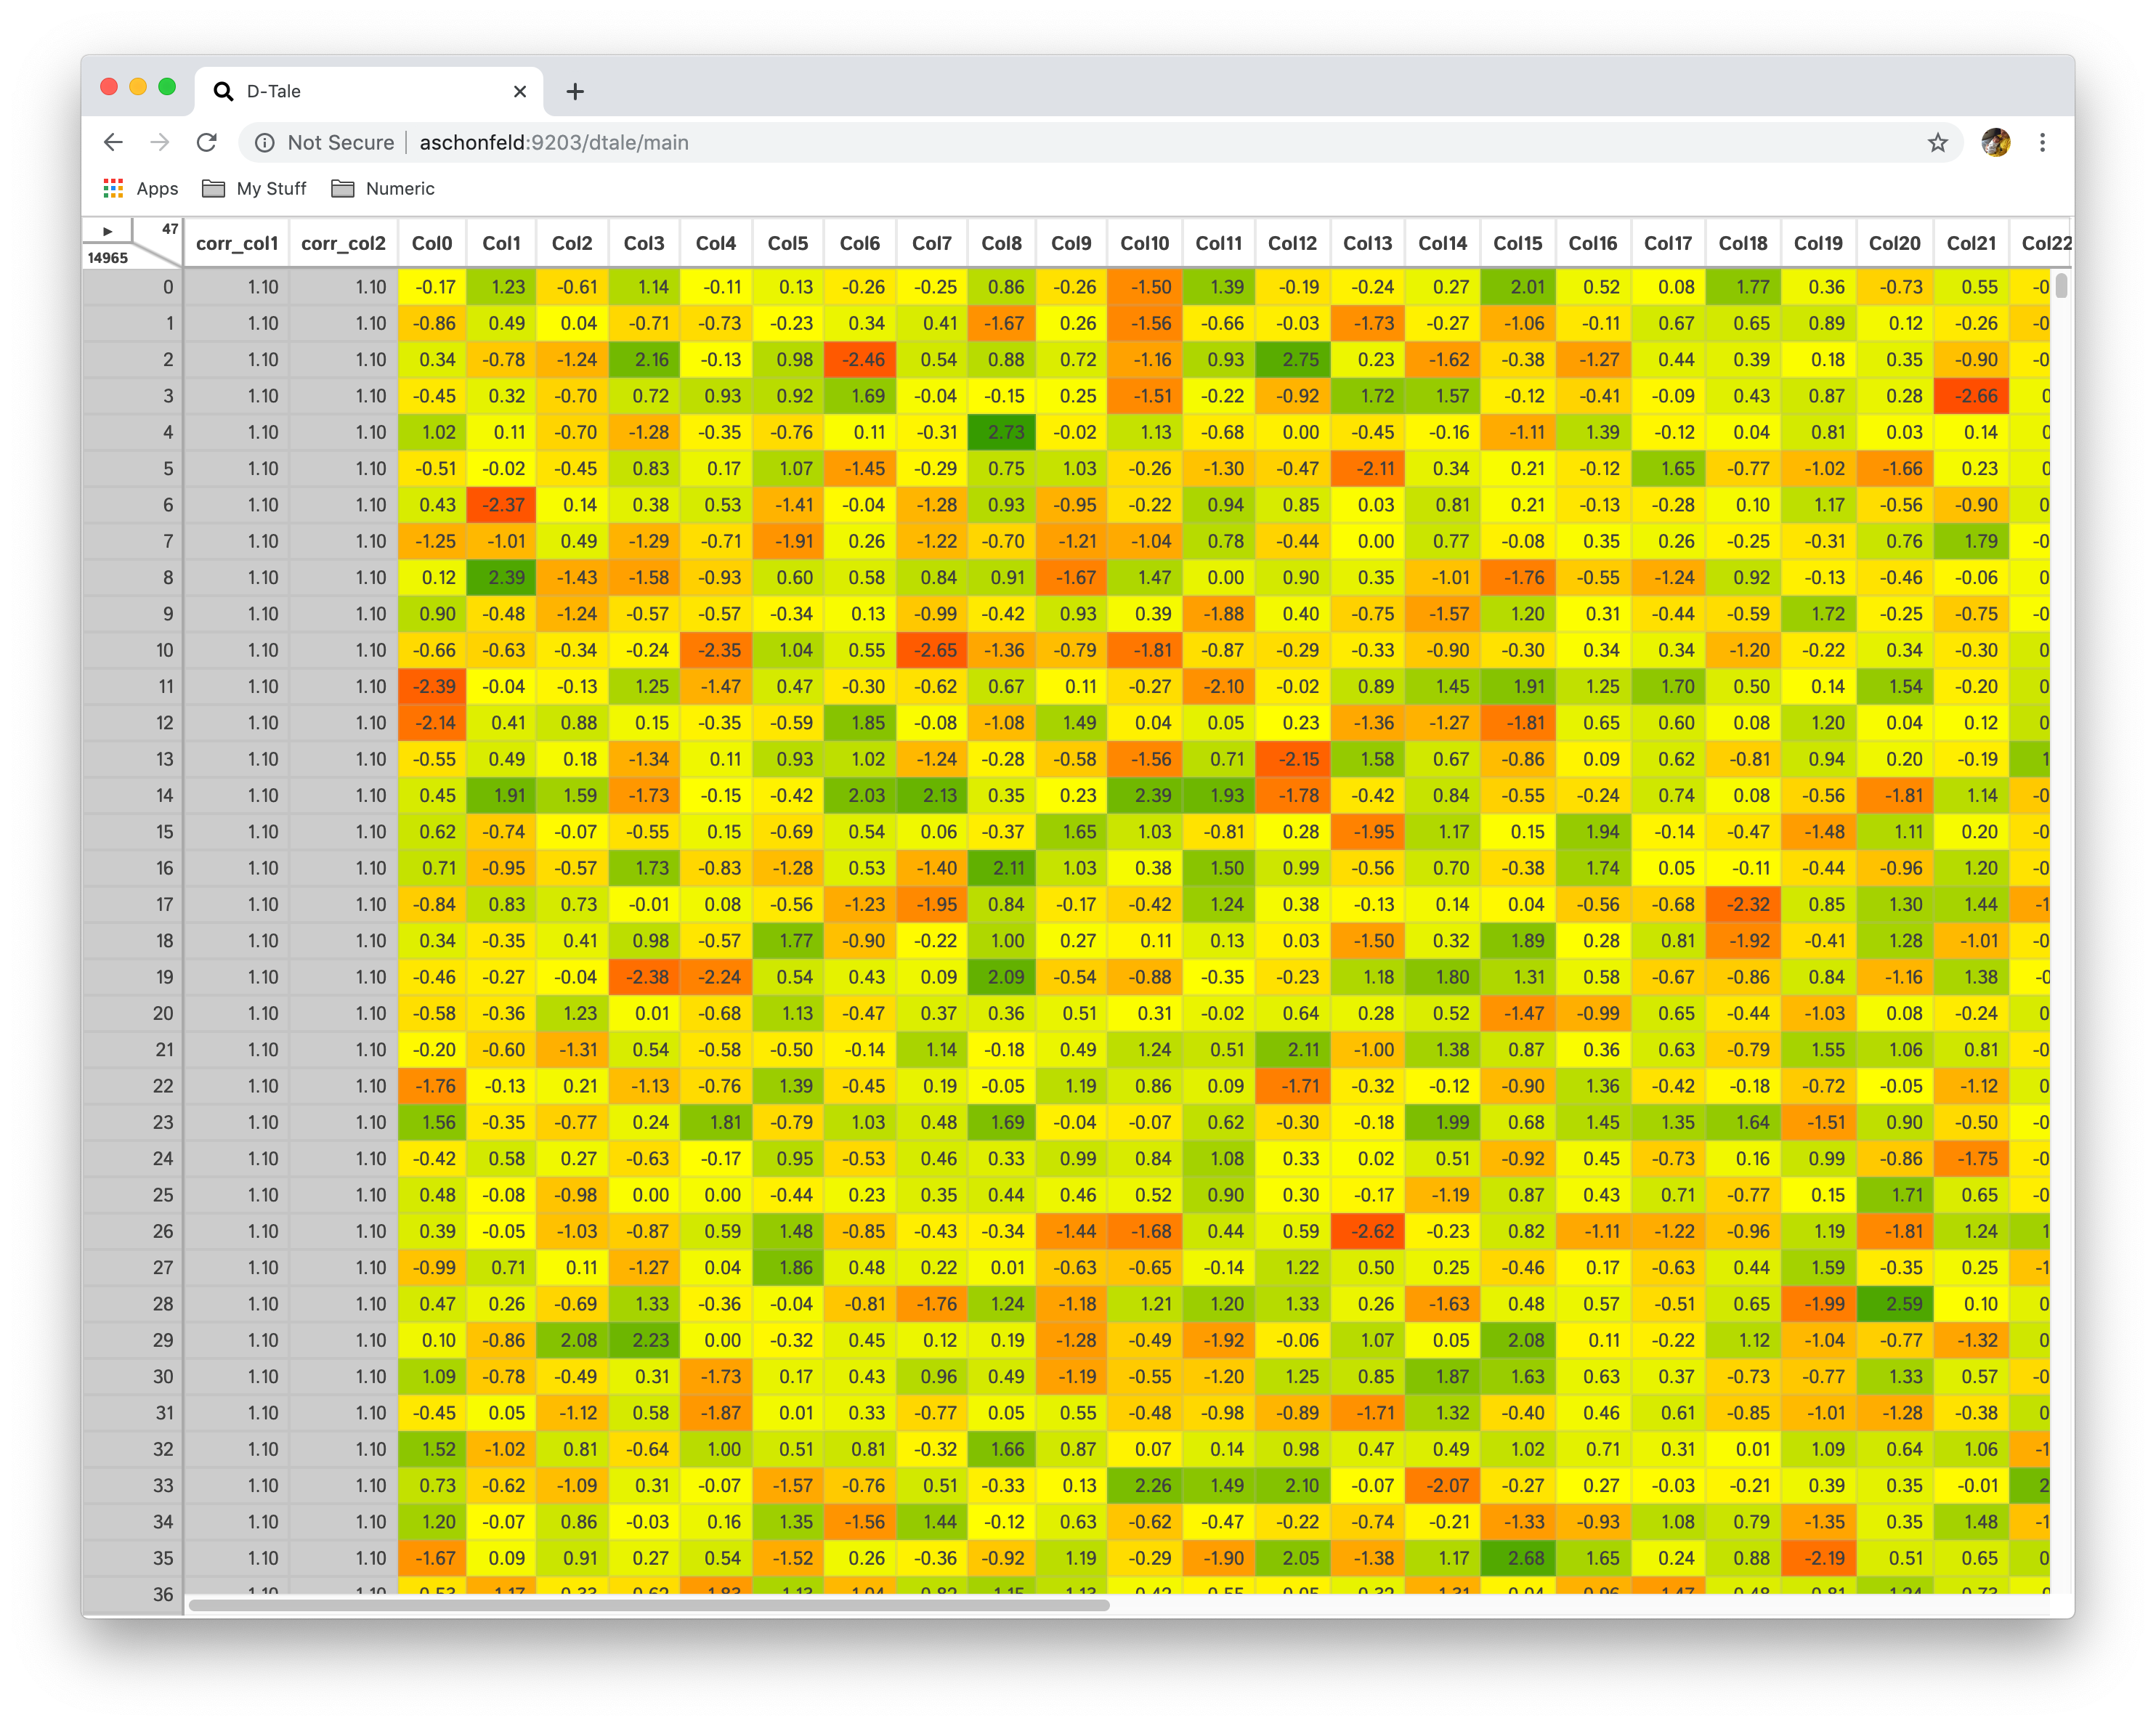 D-Tale
Not Secure aschonfeld:9203/dtale/main
Apps My Stuff Numeric
47
14965
corr_col1 corr_col2 Col0 Col1 Col2 Col3 Col4 Col5 Col6 Col7 Col8 Col9 Col10 Col11 Col12 Col13 Col14 Col15 Col16 Col17 Col18 Col19 Col20 Col21 Col22
0 1.10 1.10 -0.17 1.23 -0.61 1.14 -0.11 0.13 -0.26 -0.25 0.86 -0.26 -1.50 1.39 -0.19 -0.24 0.27 2.01 0.52 0.08 1.77 0.36 -0.73 0.55 -0
1 1.10 1.10 -0.86 0.49 0.04 -0.71 -0.73 -0.23 0.34 0.41 -1.67 0.26 -1.56 -0.66 -0.03 -1.73 -0.27 -1.06 -0.11 0.67 0.65 0.89 0.12 -0.26 -0
2 1.10 1.10 0.34 -0.78 -1.24 2.16 -0.13 0.98 -2.46 0.54 0.88 0.72 -1.16 0.93 2.75 0.23 -1.62 -0.38 -1.27 0.44 0.39 0.18 0.35 -0.90 -0
3 1.10 1.10 -0.45 0.32 -0.70 0.72 0.93 0.92 1.69 -0.04 -0.15 0.25 -1.51 -0.22 -0.92 1.72 1.57 -0.12 -0.41 -0.09 0.43 0.87 0.28 -2.66 0
4 1.10 1.10 1.02 0.11 -0.70 -1.28 -0.35 -0.76 0.11 -0.31 2.73 -0.02 1.13 -0.68 0.00 -0.45 -0.16 -1.11 1.39 -0.12 0.04 0.81 0.03 0.14 0
5 1.10 1.10 -0.51 -0.02 -0.45 0.83 0.17 1.07 -1.45 -0.29 0.75 1.03 -0.26 -1.30 -0.47 -2.11 0.34 0.21 -0.12 1.65 -0.77 -1.02 -1.66 0.23 0
6 1.10 1.10 0.43 -2.37 0.14 0.38 0.53 -1.41 -0.04 -1.28 0.93 -0.95 -0.22 0.94 0.85 0.03 0.81 0.21 -0.13 -0.28 0.10 1.17 -0.56 -0.90 0
7 1.10 1.10 -1.25 -1.01 0.49 -1.29 -0.71 -1.91 0.26 -1.22 -0.70 -1.21 -1.04 0.78 -0.44 0.00 0.77 -0.08 0.35 0.26 -0.25 -0.31 0.76 1.79 -0
8 1.10 1.10 0.12 2.39 -1.43 -1.58 -0.93 0.60 0.58 0.84 0.91 -1.67 1.47 0.00 0.90 0.35 -1.01 -1.76 -0.55 -1.24 0.92 -0.13 -0.46 -0.06 0
9 1.10 1.10 0.90 -0.48 -1.24 -0.57 -0.57 -0.34 0.13 -0.99 -0.42 0.93 0.39 -1.88 0.40 -0.75 -1.57 1.20 0.31 -0.44 -0.59 1.72 -0.25 -0.75 -0
10 1.10 1.10 -0.66 -0.63 -0.34 -0.24 -2.35 1.04 0.55 -2.65 -1.36 -0.79 -1.81 -0.87 -0.29 -0.33 -0.90 -0.30 0.34 0.34 -1.20 -0.22 0.34 -0.30 0
11 1.10 1.10 -2.39 -0.04 -0.13 1.25 -1.47 0.47 -0.30 -0.62 0.67 0.11 -0.27 -2.10 -0.02 0.89 1.45 1.91 1.25 1.70 0.50 0.14 1.54 -0.20 0
12 1.10 1.10 -2.14 0.41 0.88 0.15 -0.35 -0.59 1.85 -0.08 -1.08 1.49 0.04 0.05 0.23 -1.36 -1.27 -1.81 0.65 0.60 0.08 1.20 0.04 0.12 0
13 1.10 1.10 -0.55 0.49 0.18 -1.34 0.11 0.93 1.02 -1.24 -0.28 -0.58 -1.56 0.71 -2.15 1.58 0.67 -0.86 0.09 0.62 -0.81 0.94 0.20 -0.19 1
14 1.10 1.10 0.45 1.91 1.59 -1.73 -0.15 -0.42 2.03 2.13 0.35 0.23 2.39 1.93 -1.78 -0.42 0.84 -0.55 -0.24 0.74 0.08 -0.56 -1.81 1.14 -0
15 1.10 1.10 0.62 -0.74 -0.07 -0.55 0.15 -0.69 0.54 0.06 -0.37 1.65 1.03 -0.81 0.28 -1.95 1.17 0.15 1.94 -0.14 -0.47 -1.48 1.11 0.20 -0
16 1.10 1.10 0.71 -0.95 -0.57 1.73 -0.83 -1.28 0.53 -1.40 2.11 1.03 0.38 1.50 0.99 -0.56 0.70 -0.38 1.74 0.05 -0.11 -0.44 -0.96 1.20 -0
17 1.10 1.10 -0.84 0.83 0.73 -0.01 0.08 -0.56 -1.23 -1.95 0.84 -0.17 -0.42 1.24 0.38 -0.13 0.14 0.04 -0.56 -0.68 -2.32 0.85 1.30 1.44 -1
18 1.10 1.10 0.34 -0.35 0.41 0.98 -0.57 1.77 -0.90 -0.22 1.00 0.27 0.11 0.13 0.03 -1.50 0.32 1.89 0.28 0.81 -1.92 -0.41 1.28 -1.01 -0
19 1.10 1.10 -0.46 -0.27 -0.04 -2.38 -2.24 0.54 0.43 0.09 2.09 -0.54 -0.88 -0.35 -0.23 1.18 1.80 1.31 0.58 -0.67 -0.86 0.84 -1.16 1.38 -0
20 1.10 1.10 -0.58 -0.36 1.23 0.01 -0.68 1.13 -0.47 0.37 0.36 0.51 0.31 -0.02 0.64 0.28 0.52 -1.47 -0.99 0.65 -0.44 -1.03 0.08 -0.24 0
21 1.10 1.10 -0.20 -0.60 -1.31 0.54 -0.58 -0.50 -0.14 1.14 -0.18 0.49 1.24 0.51 2.11 -1.00 1.38 0.87 0.36 0.63 -0.79 1.55 1.06 0.81 -0
22 1.10 1.10 -1.76 -0.13 0.21 -1.13 -0.76 1.39 -0.45 0.19 -0.05 1.19 0.86 0.09 -1.71 -0.32 -0.12 -0.90 1.36 -0.42 -0.18 -0.72 -0.05 -1.12 0
23 1.10 1.10 1.56 -0.35 -0.77 0.24 1.81 -0.79 1.03 0.48 1.69 -0.04 -0.07 0.62 -0.30 -0.18 1.99 0.68 1.45 1.35 1.64 -1.51 0.90 -0.50 -0
24 1.10 1.10 -0.42 0.58 0.27 -0.63 -0.17 0.95 -0.53 0.46 0.33 0.99 0.84 1.08 0.33 0.02 0.51 -0.92 0.45 -0.73 0.16 0.99 -0.86 -1.75 -0
25 1.10 1.10 0.48 -0.08 -0.98 0.00 0.00 -0.44 0.23 0.35 0.44 0.46 0.52 0.90 0.30 -0.17 -1.19 0.87 0.43 0.71 -0.77 0.15 1.71 0.65 -0
26 1.10 1.10 0.39 -0.05 -1.03 -0.87 0.59 1.48 -0.85 -0.43 -0.34 -1.44 -1.68 0.44 0.59 -2.62 -0.23 0.82 -1.11 -1.22 -0.96 1.19 -1.81 1.24 1
27 1.10 1.10 -0.99 0.71 0.11 -1.27 0.04 1.86 0.48 0.22 0.01 -0.63 -0.65 -0.14 1.22 0.50 0.25 -0.46 0.17 -0.63 0.44 1.59 -0.35 0.25 -1
28 1.10 1.10 0.47 0.26 -0.69 1.33 -0.36 -0.04 -0.81 -1.76 1.24 -1.18 1.21 1.20 1.33 0.26 -1.63 0.48 0.57 -0.51 0.65 -1.99 2.59 0.10 0
29 1.10 1.10 0.10 -0.86 2.08 2.23 0.00 -0.32 0.45 0.12 0.19 -1.28 -0.49 -1.92 -0.06 1.07 0.05 2.08 0.11 -0.22 1.12 -1.04 -0.77 -1.32 0
30 1.10 1.10 1.09 -0.78 -0.49 0.31 -1.73 0.17 0.43 0.96 0.49 -1.19 -0.55 -1.20 1.25 0.85 1.87 1.63 0.63 0.37 -0.73 -0.77 1.33 0.57 -0
31 1.10 1.10 -0.45 0.05 -1.12 0.58 -1.87 0.01 0.33 -0.77 0.05 0.55 -0.48 -0.98 -0.89 -1.71 1.32 -0.40 0.46 0.61 -0.85 -1.01 -1.28 -0.38 0
32 1.10 1.10 1.52 -1.02 0.81 -0.64 1.00 0.51 0.81 -0.32 1.66 0.87 0.07 0.14 0.98 0.47 0.49 1.02 0.71 0.31 0.01 1.09 0.64 1.06 -1
33 1.10 1.10 0.73 -0.62 -1.09 0.31 -0.07 -1.57 -0.76 0.51 -0.33 0.13 2.26 1.49 2.10 -0.07 -2.07 -0.27 0.27 -0.03 -0.21 0.39 0.35 -0.01 2
34 1.10 1.10 1.20 -0.07 0.86 -0.03 0.16 1.35 -1.56 1.44 -0.12 0.63 -0.62 -0.47 -0.22 -0.74 -0.21 -1.33 -0.93 1.08 0.79 -1.35 0.35 1.48 -1
35 1.10 1.10 -1.67 0.09 0.91 0.27 0.54 -1.52 0.26 -0.36 -0.92 1.19 -0.29 -1.90 2.05 -1.38 1.17 2.68 1.65 0.24 0.88 -2.19 0.51 0.65 0
36